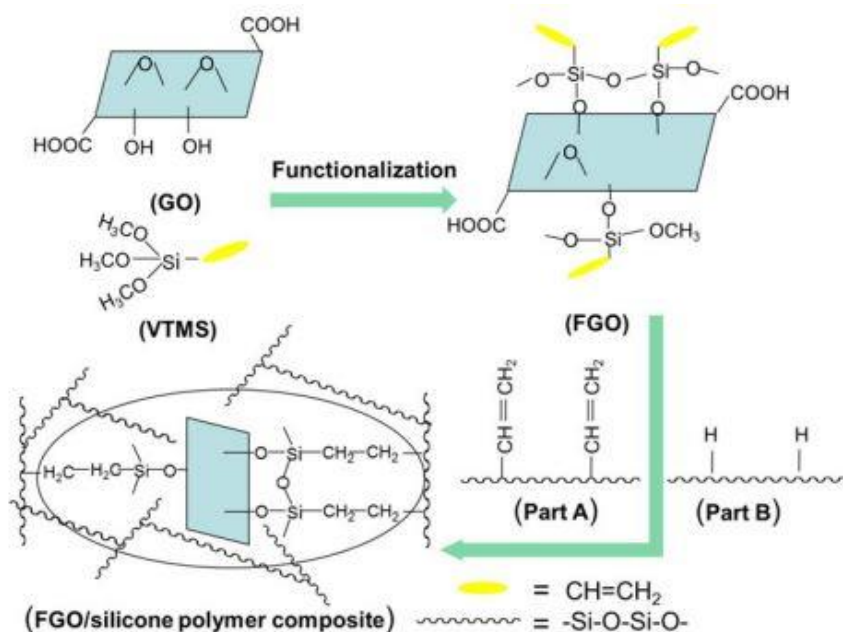 COOH
O O
HOOC
OH OH
(GO)
H₃CO
H₃CO Si
H₃CO
(VTMS)
Functionalization
O Si O Si O
O O
COOH
O
HOOC O
O Si OCH₃
(FGO)
CH=CH₂ CH=CH₂
H H
(Part A) (Part B)
O Si CH₂ CH₂
H₂C H₂C Si O
O
O Si CH₂ CH₂
(FGO/silicone polymer composite)
= CH=CH₂
= -Si-O-Si-O-